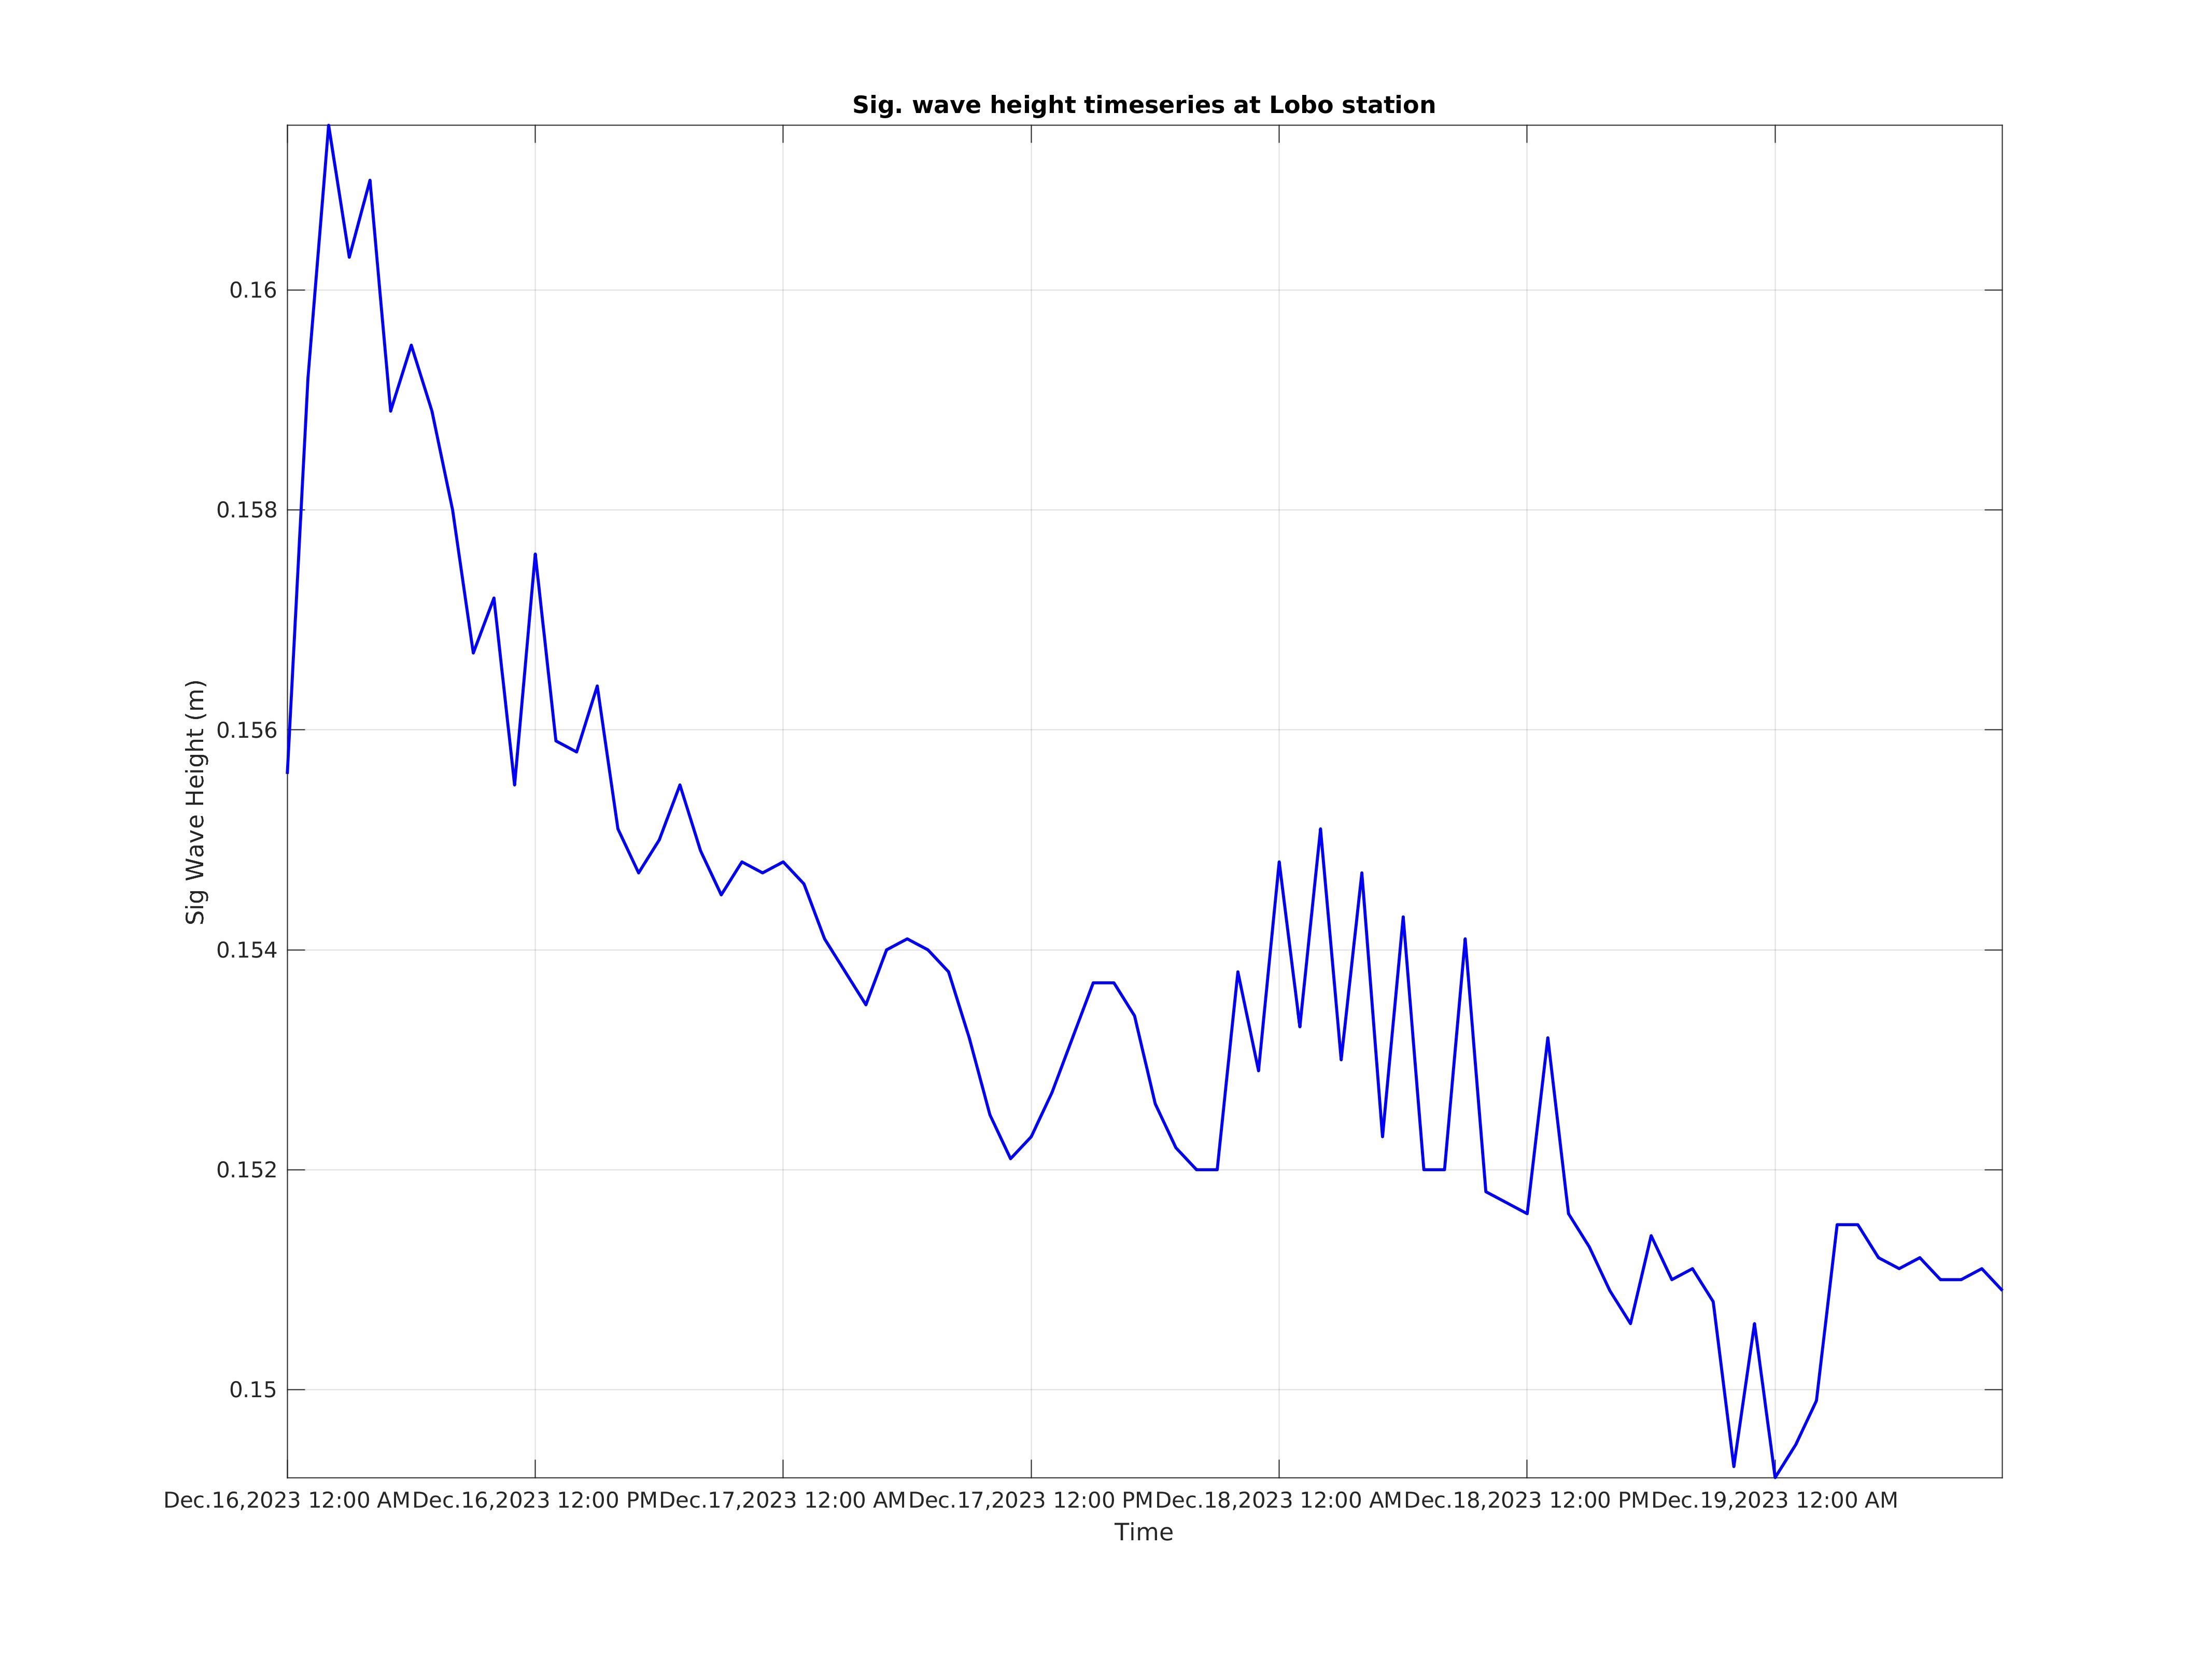 Sig. wave height timeseries at Lobo station
0.16
0.158
0.156
0.154
0.152
0.15
Sig Wave Height (m)
Dec.16,2023 12:00 AM
Dec.16,2023 12:00 PM
Dec.17,2023 12:00 AM
Dec.17,2023 12:00 PM
Dec.18,2023 12:00 AM
Dec.18,2023 12:00 PM
Dec.19,2023 12:00 AM
Time